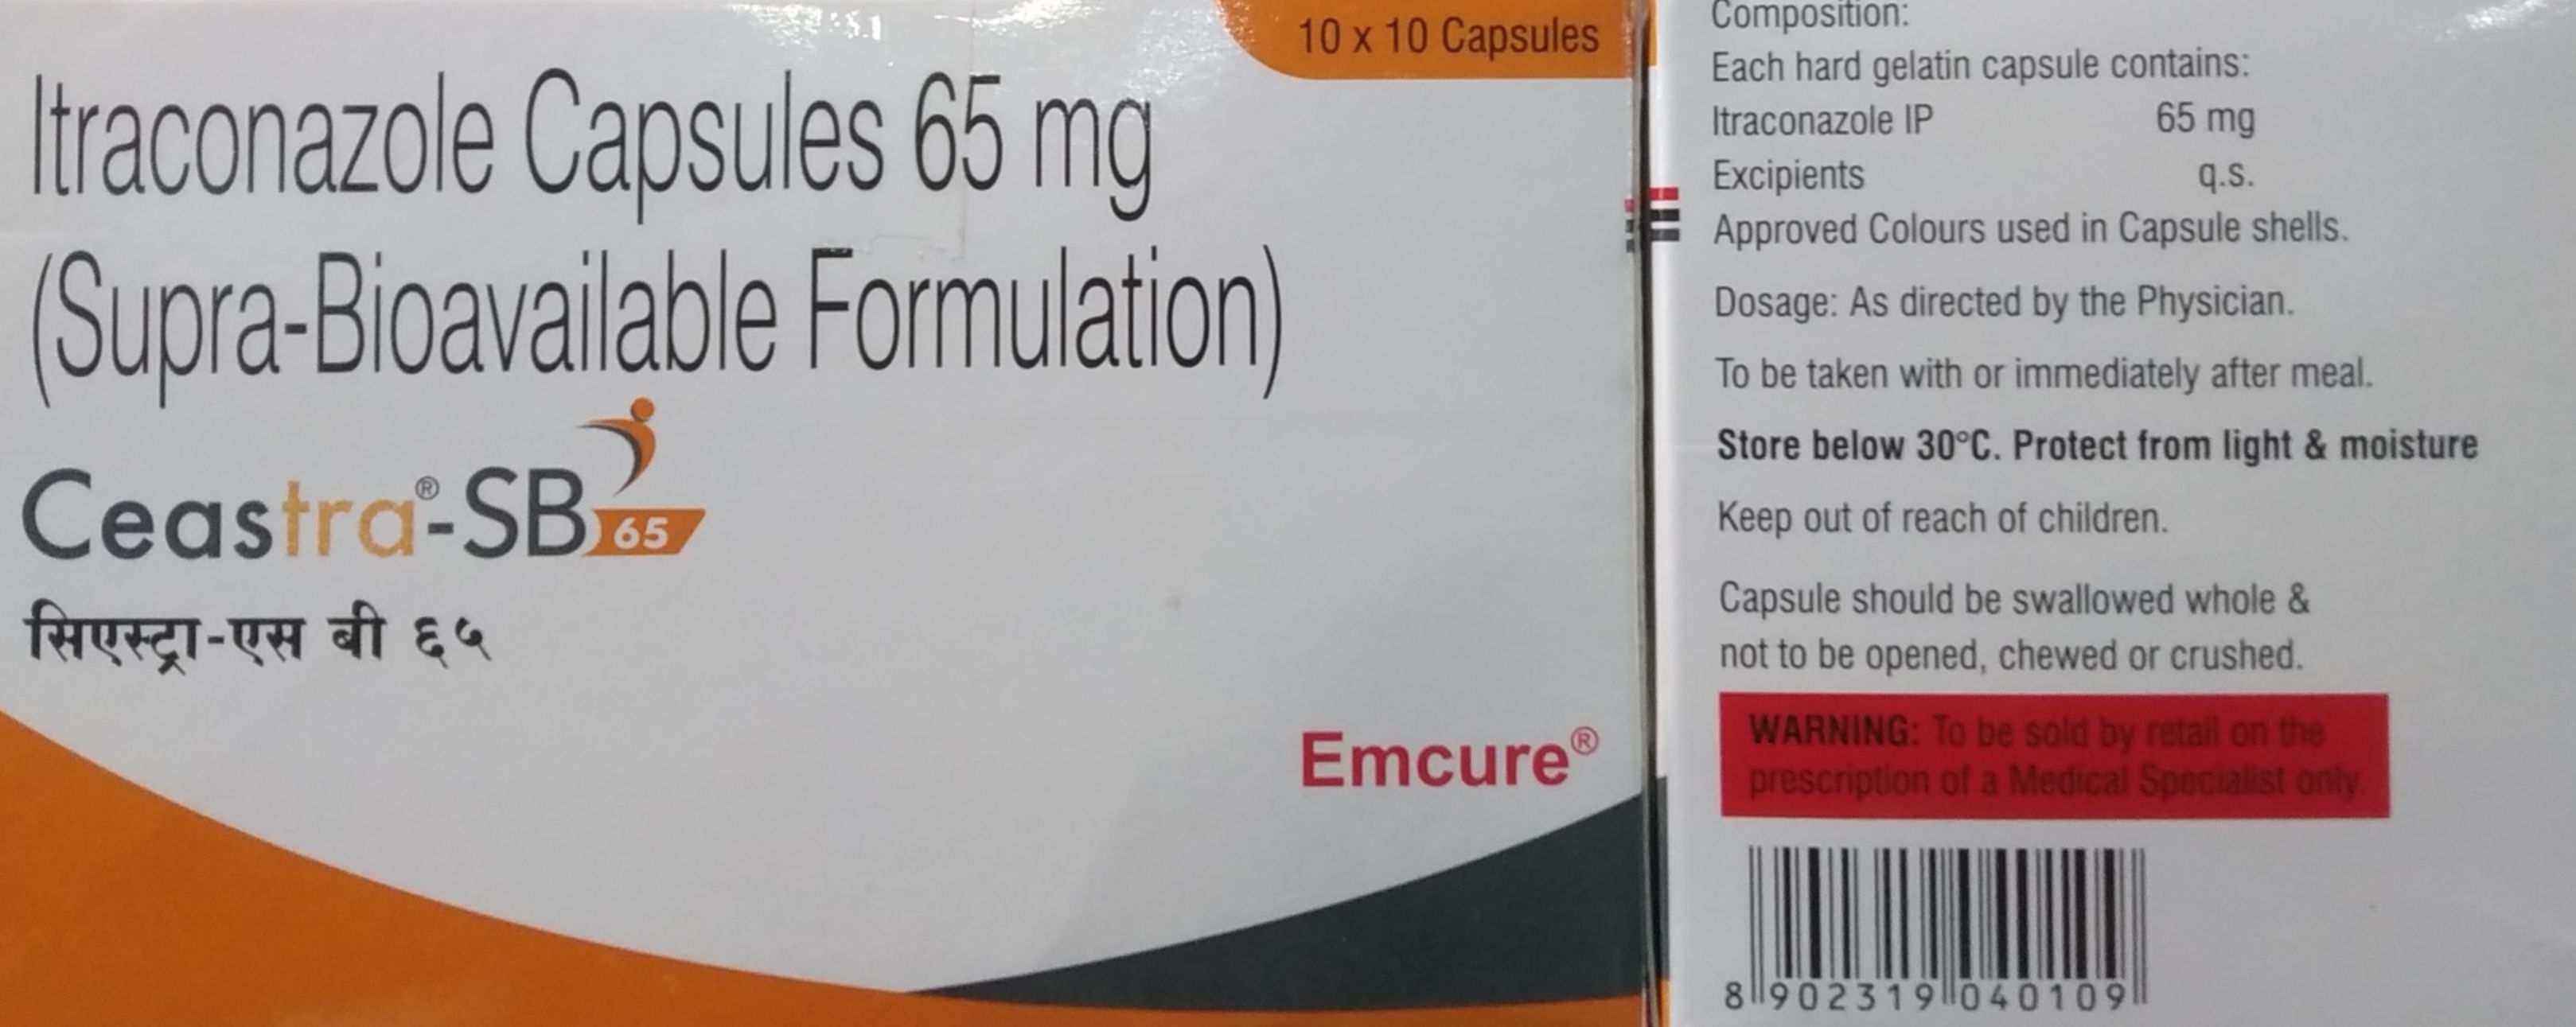 10 x 10 Capsules
Itraconazole Capsules 65 mg
(Supra-Bioavailable Formulation)
Ceastra®-SB 65
सिएस्ट्रा-एस बी ६५
Emcure®
Composition:
Each hard gelatin capsule contains:
Itraconazole IP 65 mg
Excipients q.s.
Approved Colours used in Capsule shells.
Dosage: As directed by the Physician.
To be taken with or immediately after meal.
Store below 30°C. Protect from light & moisture
Keep out of reach of children.
Capsule should be swallowed whole &
not to be opened, chewed or crushed.
WARNING: To be sold by retail on the
prescription of a Medical Specialist only
8 902319 040109